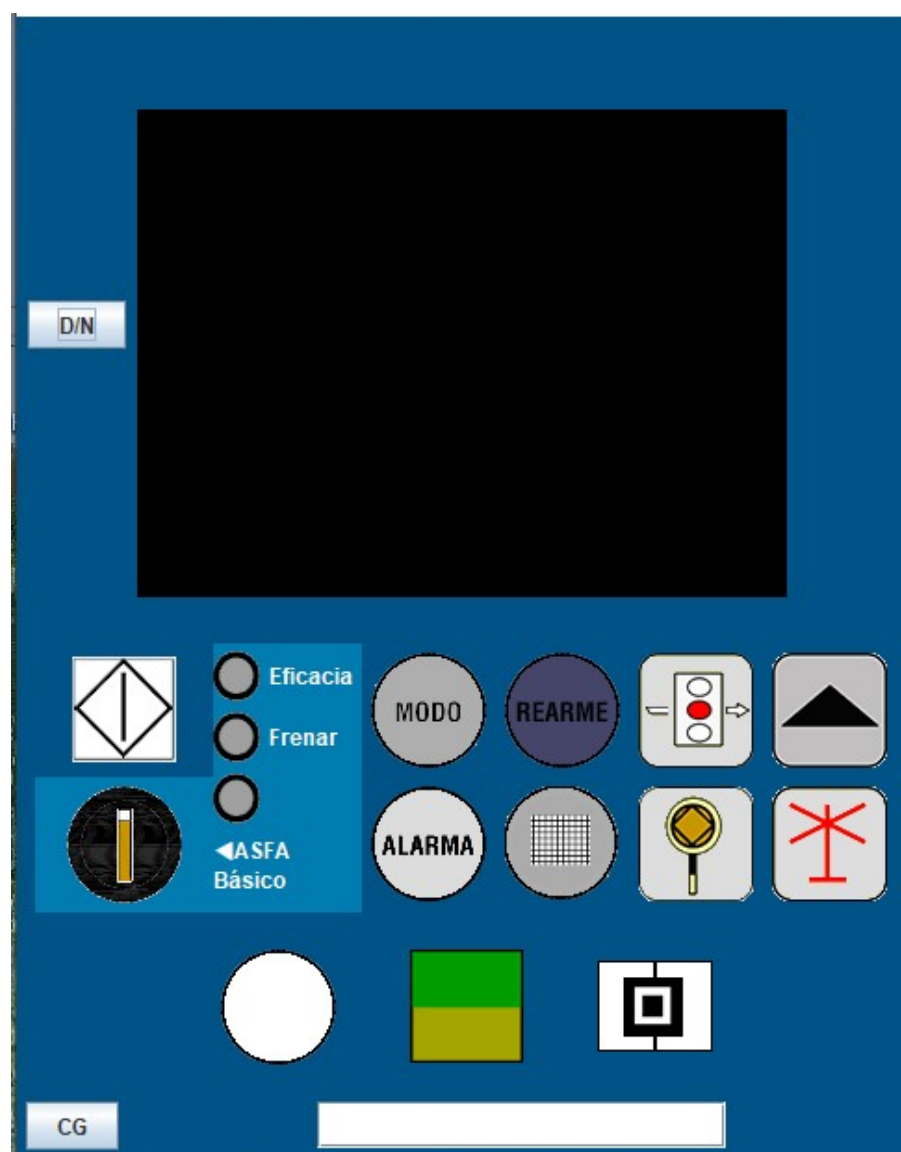 D/N
Eficacia
Frenar
ASFA
Básico
MODO
REARME
ALARMA
CG